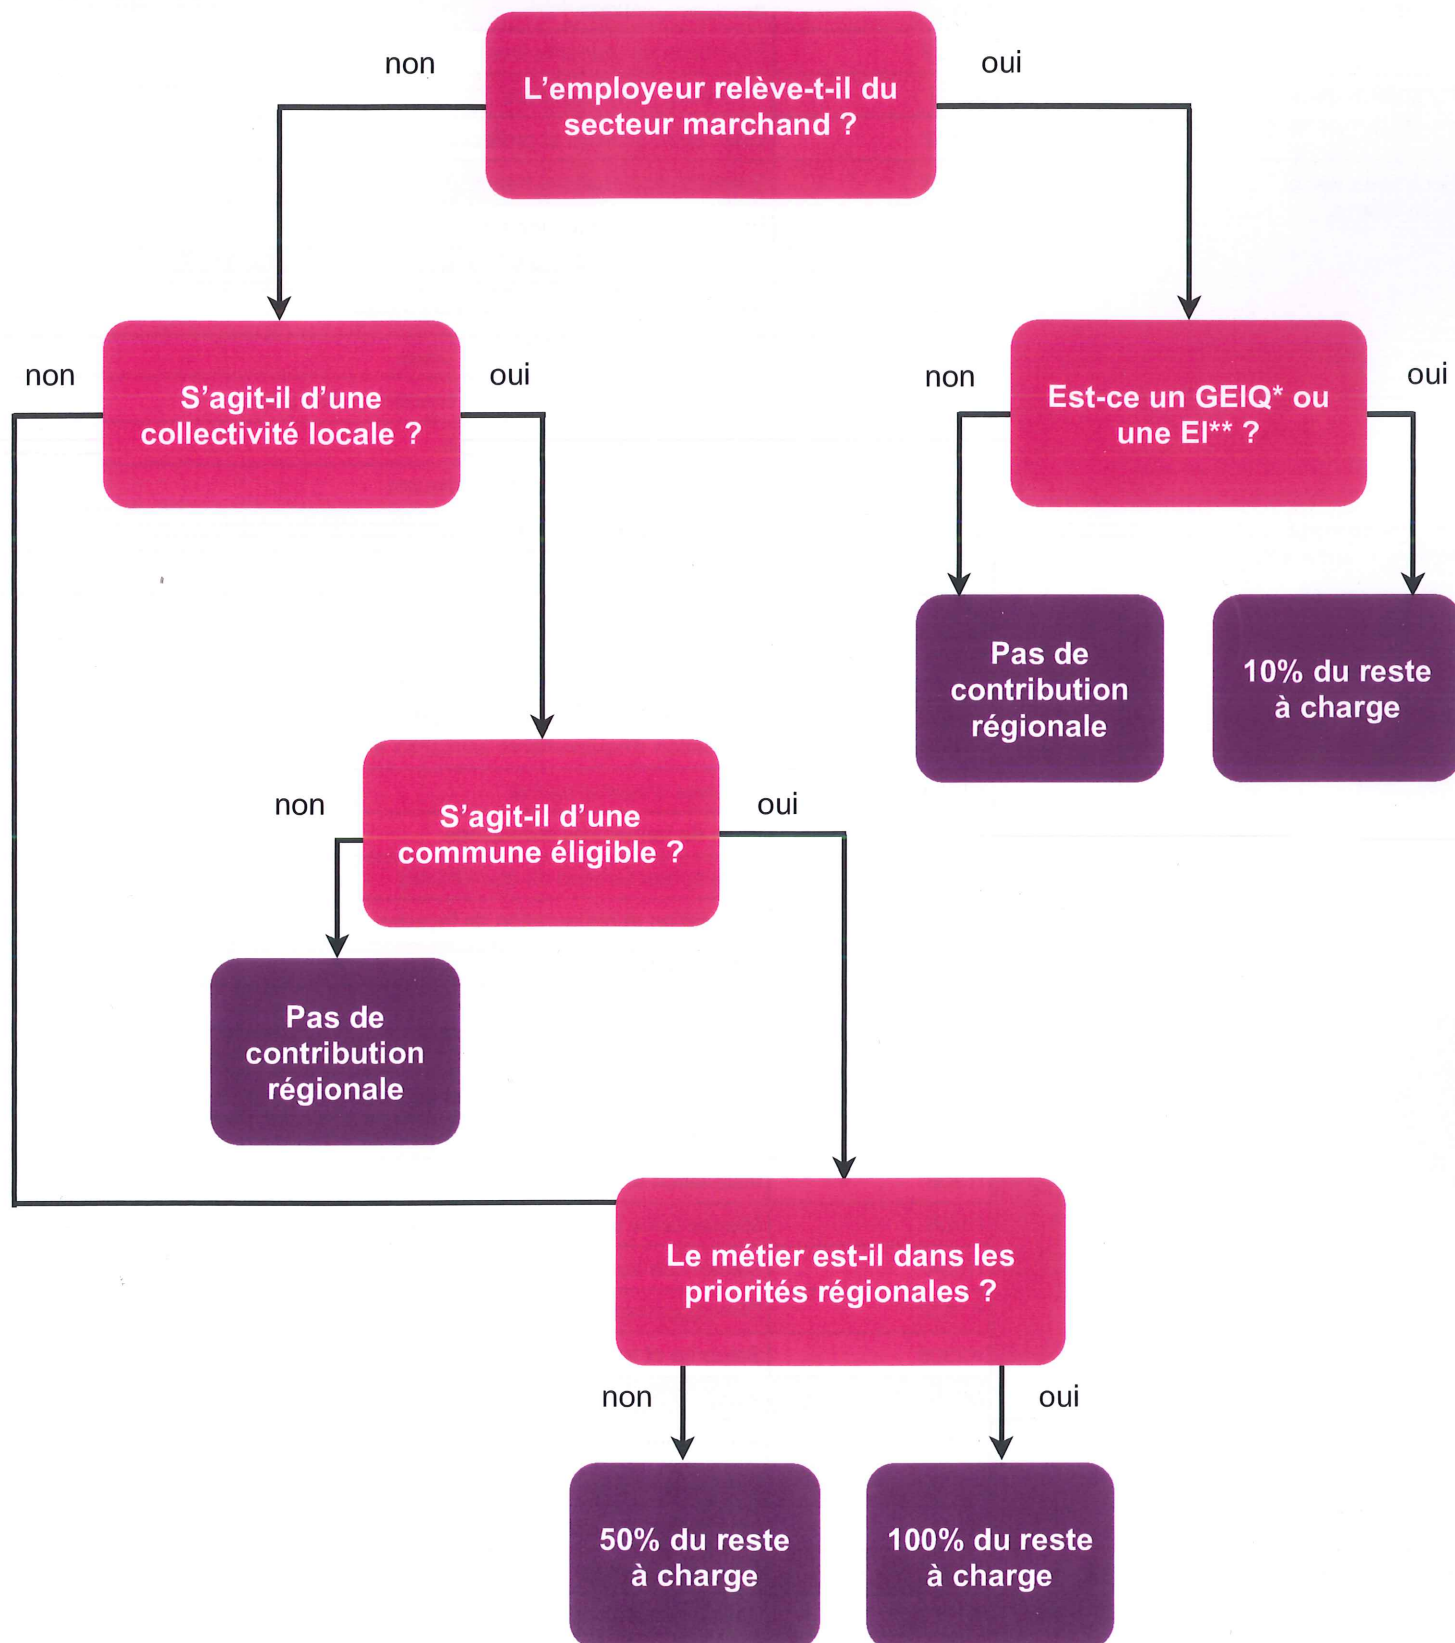 non
L'employeur relève-t-il du
secteur marchand ?
oui
non
S'agit-il d'une
collectivité locale ?
oui
non
Est-ce un GEIQ* ou
une EI** ?
oui
Pas de
contribution
régionale
10% du reste
à charge
non
S'agit-il d'une
commune éligible ?
oui
Pas de
contribution
régionale
Le métier est-il dans les
priorités régionales ?
non
oui
50% du reste
à charge
100% du reste
à charge